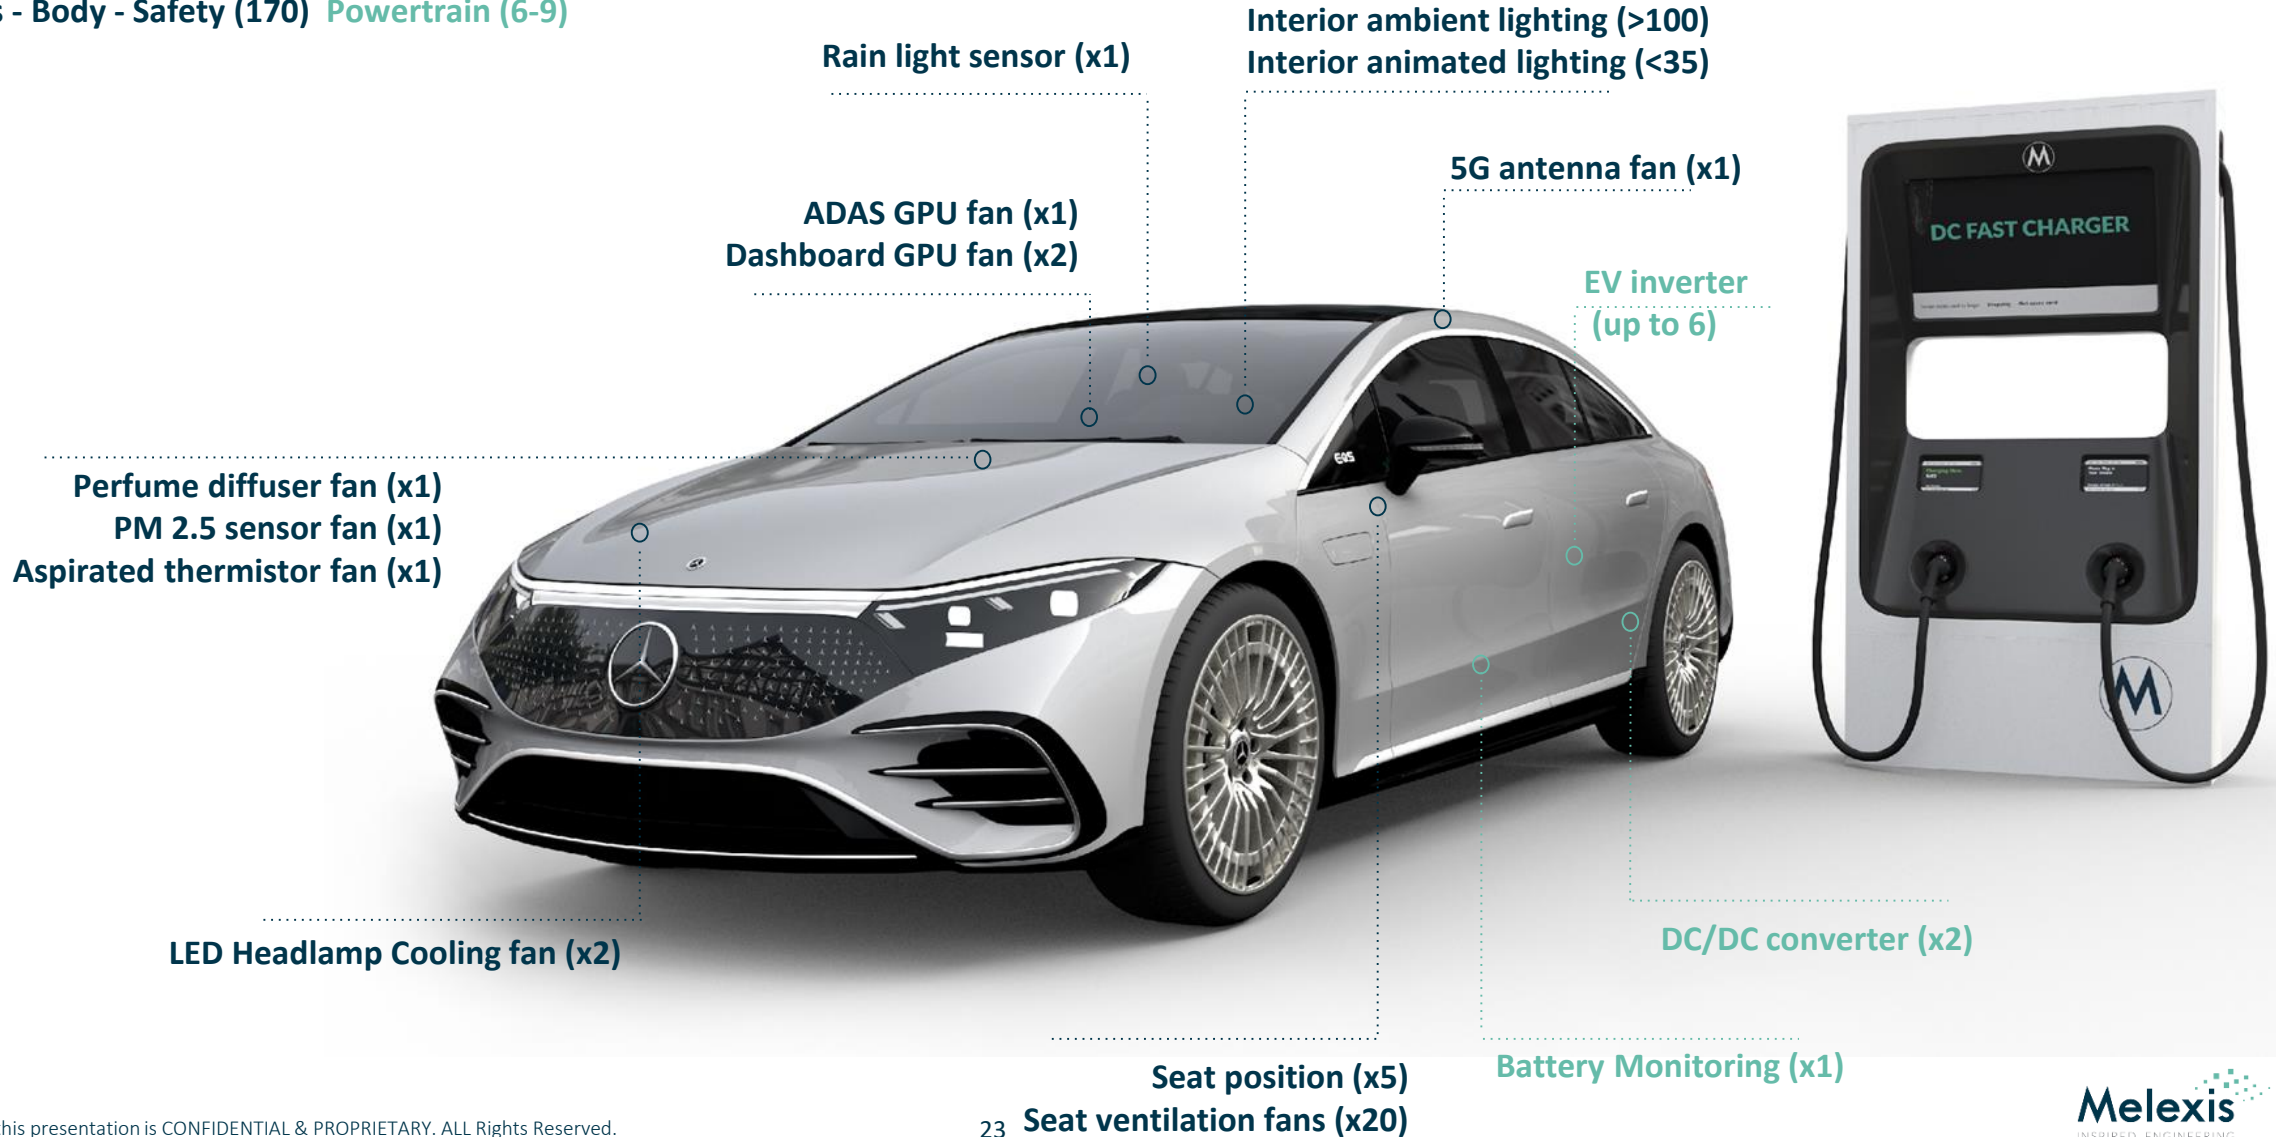 - Body - Safety (170) Powertrain (6-9)
Interior ambient lighting (>100)
Interior animated lighting (<35)
Rain light sensor (x1)
5G antenna fan (x1)
ADAS GPU fan (x1)
Dashboard GPU fan (x2)
DC FAST CHARGER
EV inverter
(up to 6)
EQS
Perfume diffuser fan (x1)
PM 2.5 sensor fan (x1)
Aspirated thermistor fan (x1)
LED Headlamp Cooling fan (x2)
DC/DC converter (x2)
Battery Monitoring (x1)
Seat position (x5)
Seat ventilation fans (x20)
this presentation is CONFIDENTIAL & PROPRIETARY. ALL Rights Reserved.
23
Melexis
INSPIRED ENGINEERING